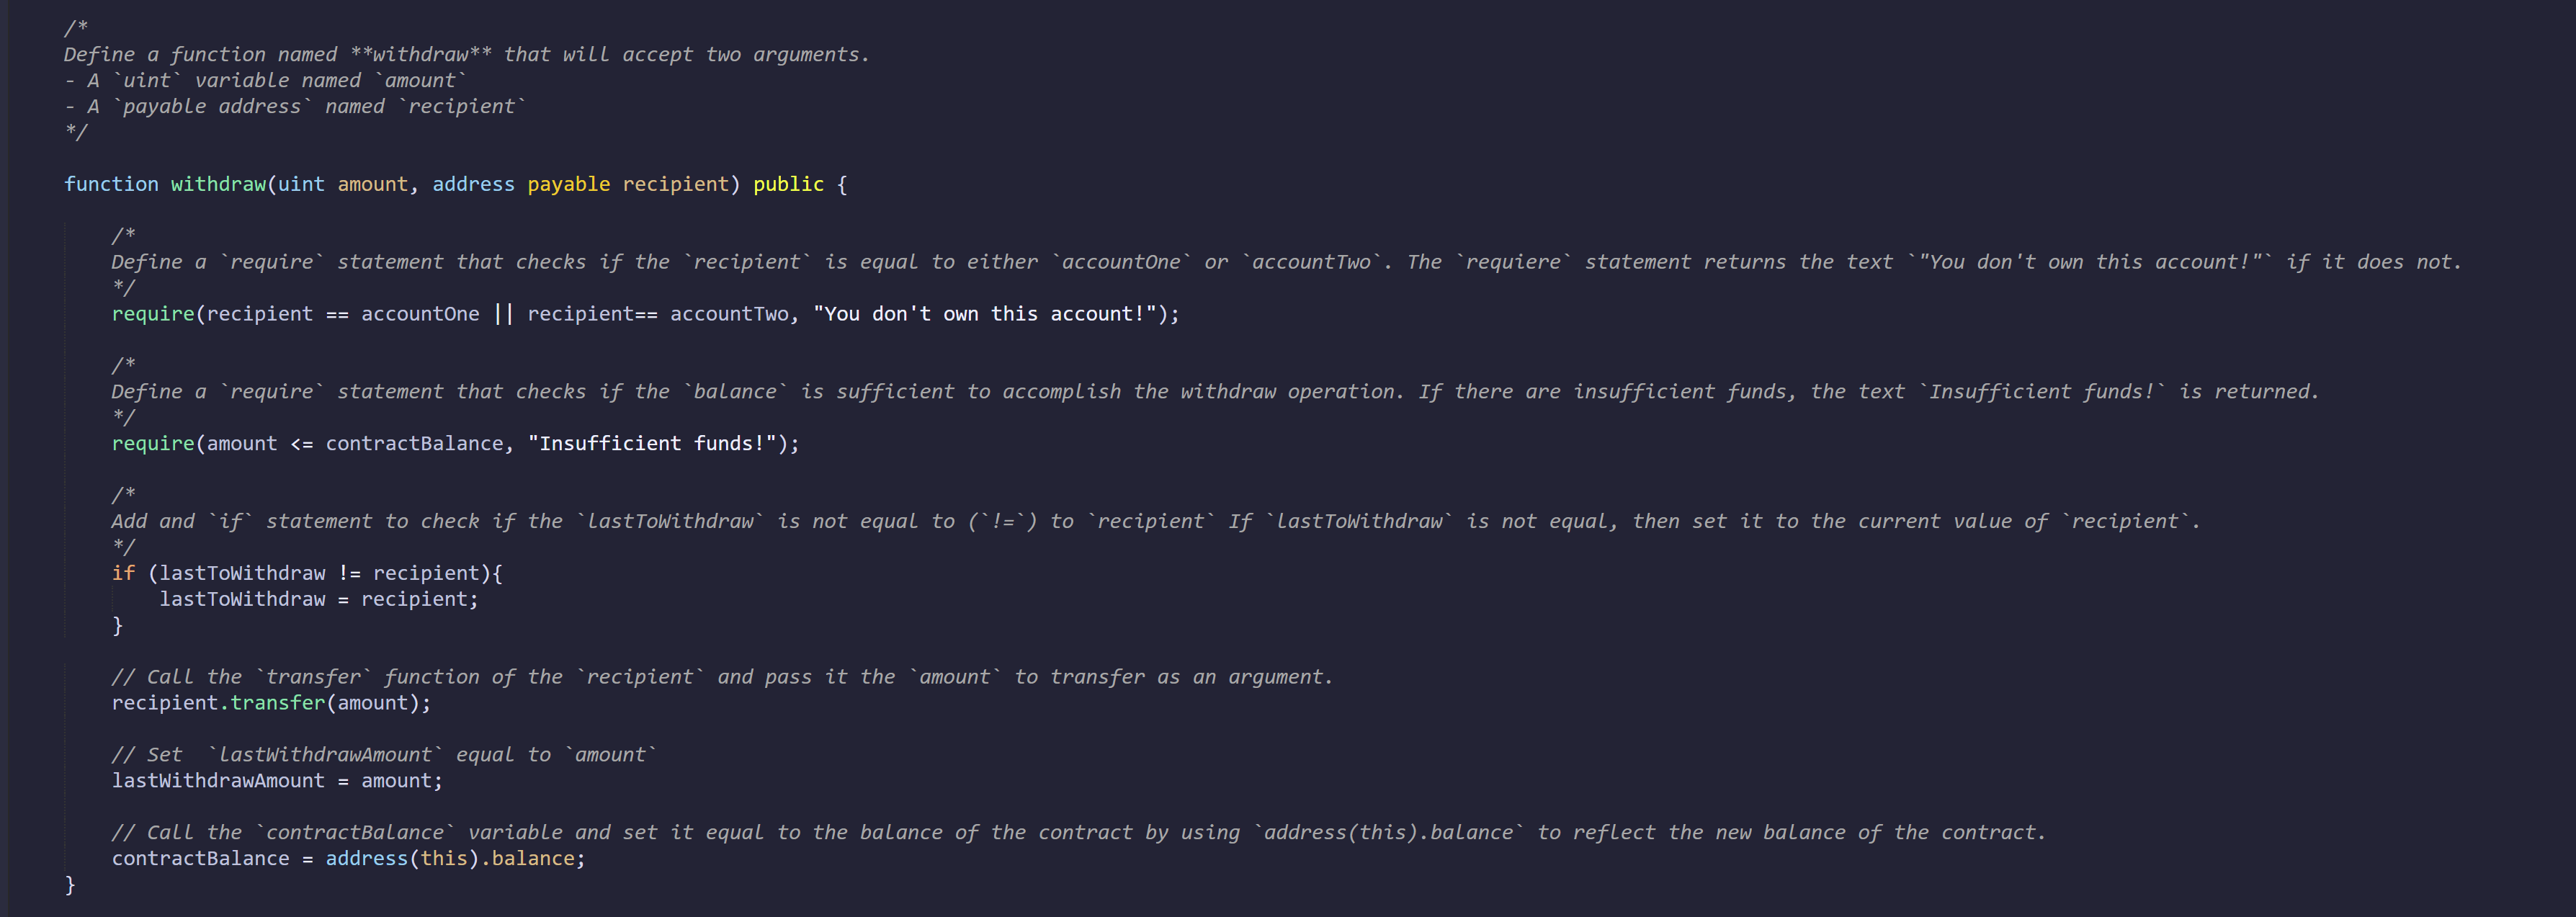 /*
Define a function named **withdraw** that will accept two arguments.
- A `uint` variable named `amount`
- A `payable address` named `recipient`
*/
function withdraw(uint amount, address payable recipient) public {
/*
Define a `require` statement that checks if the `recipient` is equal to either `accountOne` or `accountTwo`. The `requiere` statement returns the text `"You don't own this account!"` if it does not.
*/
require(recipient == accountOne || recipient== accountTwo, "You don't own this account!");
/*
Define a `require` statement that checks if the `balance` is sufficient to accomplish the withdraw operation. If there are insufficient funds, the text `Insufficient funds!` is returned.
*/
require(amount <= contractBalance, "Insufficient funds!");
/*
Add and `if` statement to check if the `lastToWithdraw` is not equal to (`!=`) to `recipient` If `lastToWithdraw` is not equal, then set it to the current value of `recipient`.
*/
if (lastToWithdraw != recipient){
lastToWithdraw = recipient;
}
// Call the `transfer` function of the `recipient` and pass it the `amount` to transfer as an argument.
recipient.transfer(amount);
// Set  `lastWithdrawAmount` equal to `amount`
lastWithdrawAmount = amount;
// Call the `contractBalance` variable and set it equal to the balance of the contract by using `address(this).balance` to reflect the new balance of the contract.
contractBalance = address(this).balance;
}